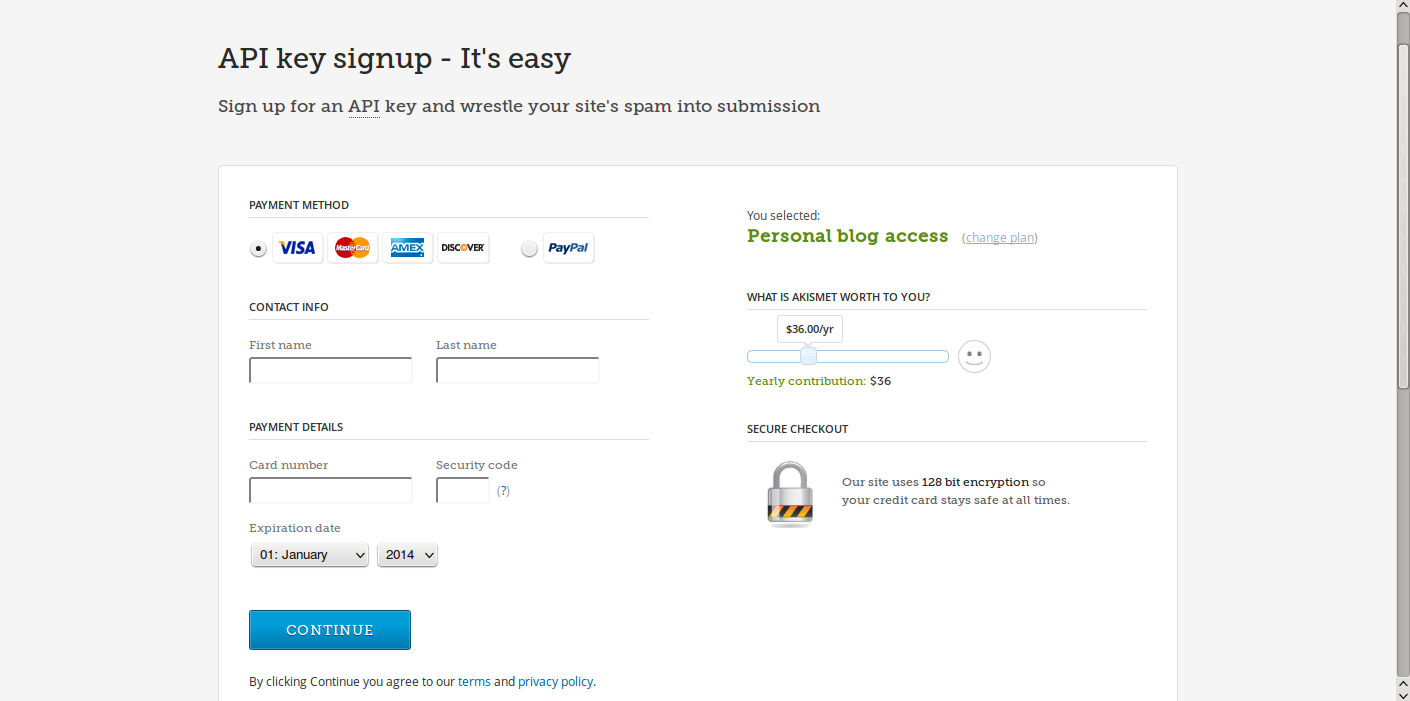 API key signup - It's easy
Sign up for an API key and wrestle your site's spam into submission
PAYMENT METHOD
VISA MasterCard AMEX DISCOVER PayPal
CONTACT INFO
First name Last name
PAYMENT DETAILS
Card number Security code
(?)
Expiration date
01: January 2014
CONTINUE
By clicking Continue you agree to our terms and privacy policy.
You selected:
Personal blog access (change plan)
WHAT IS AKISMET WORTH TO YOU?
$36.00/yr
Yearly contribution: $36
SECURE CHECKOUT
Our site uses 128 bit encryption so
your credit card stays safe at all times.